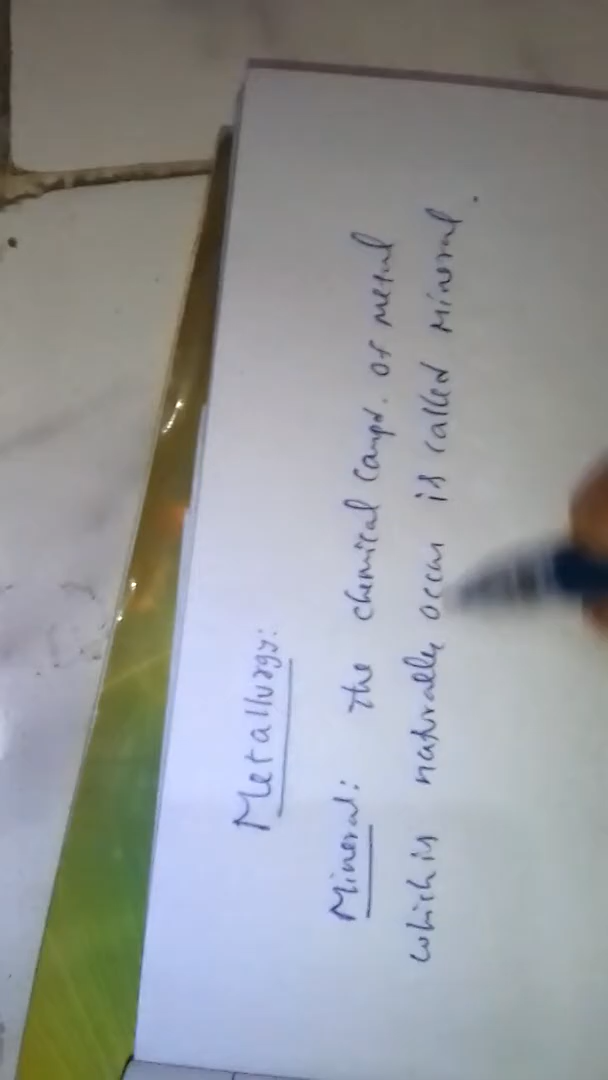 Metallurgy:
Mineral: The chemical Compd. of metal
which is naturally occur is called Mineral.